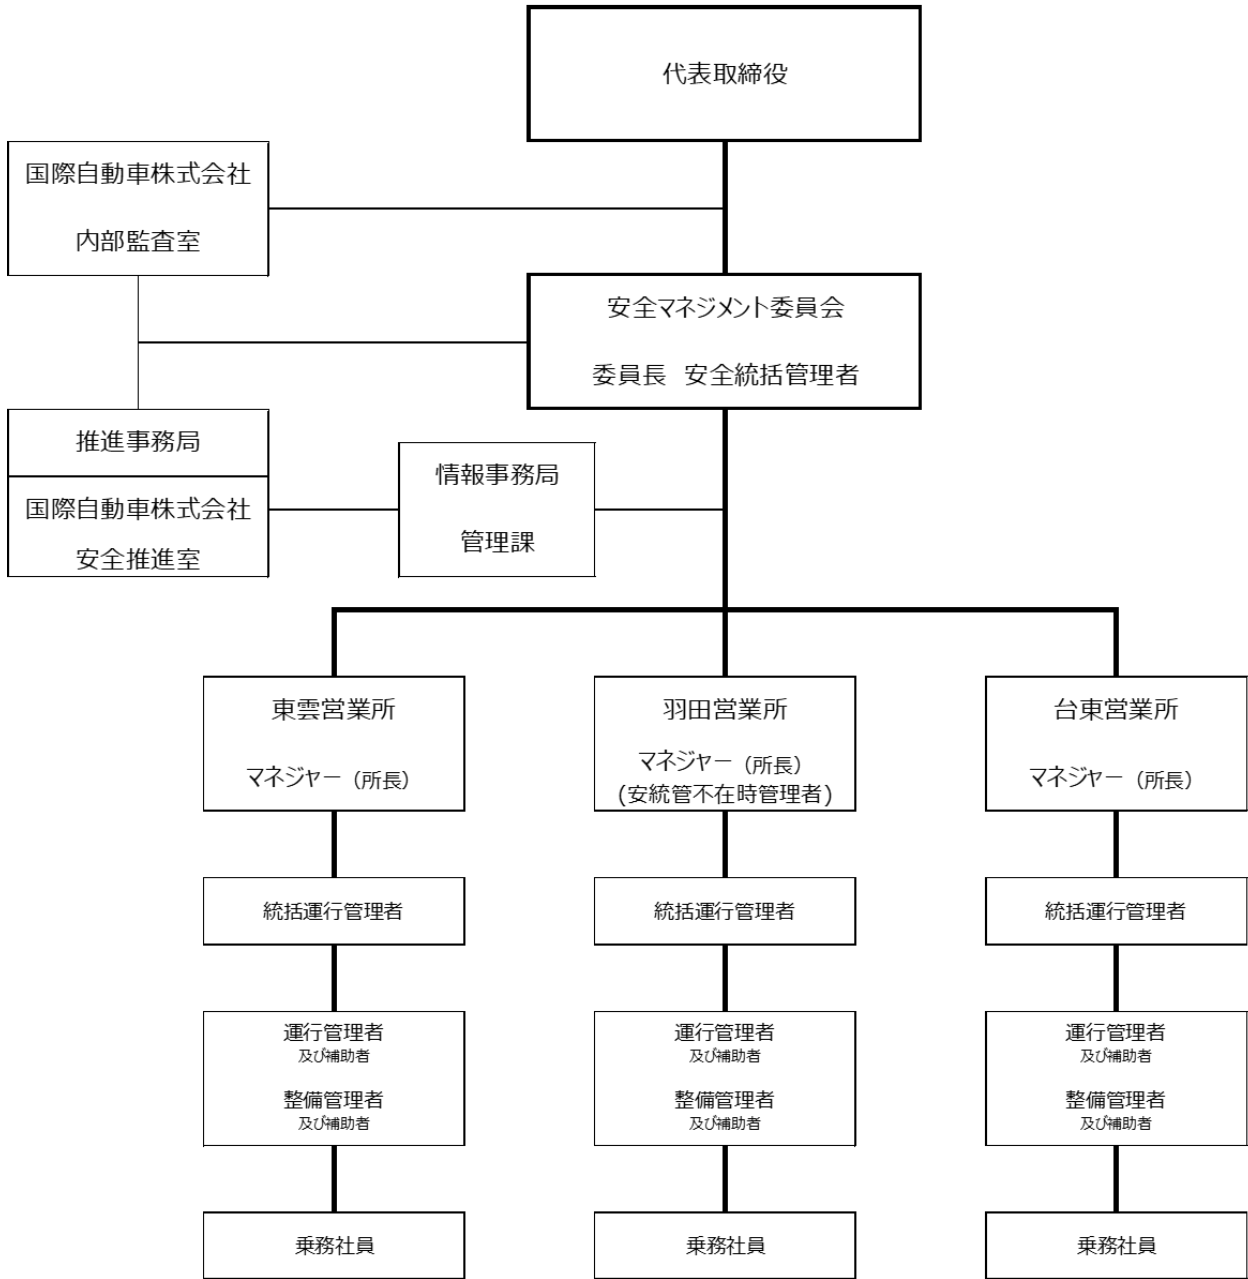 代表取締役
国際自動車株式会社
内部監査室
安全マネジメント委員会
委員長 安全統括管理者
推進事務局
国際自動車株式会社
安全推進室
情報事務局
管理課
東雲営業所
マネジャー（所長）
羽田営業所
マネジャー（所長）
(安統管不在時管理者)
台東営業所
マネジャー（所長）
統括運行管理者
統括運行管理者
統括運行管理者
運行管理者
及び補助者
整備管理者
及び補助者
運行管理者
及び補助者
整備管理者
及び補助者
運行管理者
及び補助者
整備管理者
及び補助者
乗務社員
乗務社員
乗務社員